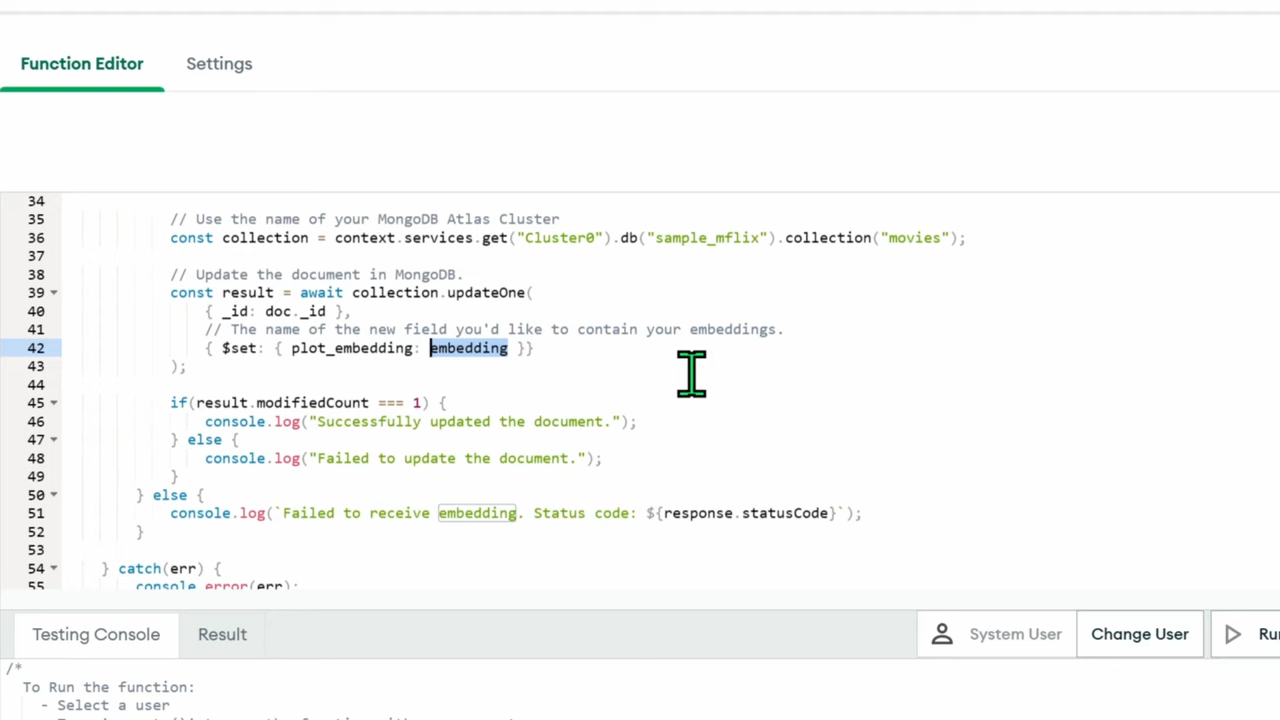 Function Editor Settings
34
35 // Use the name of your MongoDB Atlas Cluster
36 const collection = context.services.get("Cluster0").db("sample_mflix").collection("movies");
37
38 // Update the document in MongoDB.
39 const result = await collection.updateOne(
40 { _id: doc._id },
41 // The name of the new field you'd like to contain your embeddings.
42 { $set: { plot_embedding: embedding }}
43 );
44
45 if(result.modifiedCount === 1) {
46 console.log("Successfully updated the document.");
47 } else {
48 console.log("Failed to update the document.");
49 }
50 } else {
51 console.log(`Failed to receive embedding. Status code: ${response.statusCode}`);
52 }
53
54 } catch(err) {
55 console.error(err);
Testing Console Result System User Change User
/*
To Run the function:
- Select a user